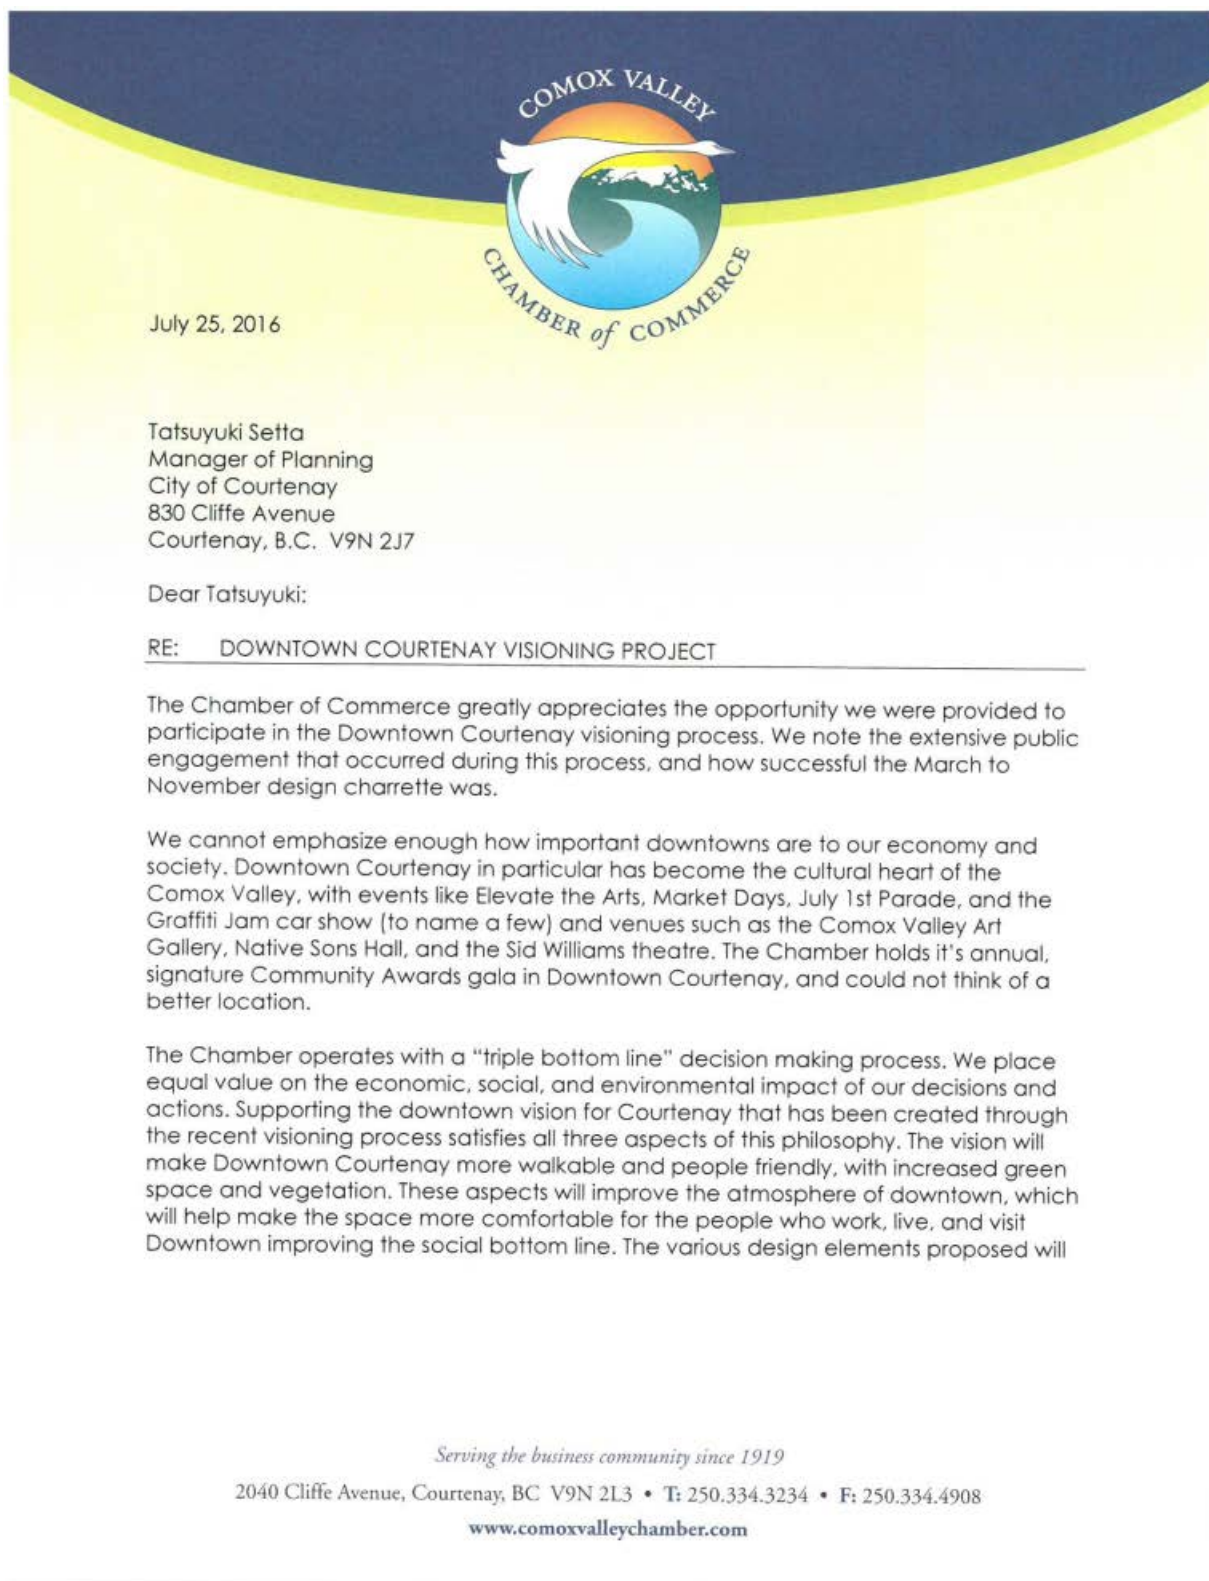 COMOX VALLEY
CHAMBER of COMMERCE
July 25, 2016
Tatsuyuki Setta
Manager of Planning
City of Courtenay
830 Cliffe Avenue
Courtenay, B.C. V9N 2J7
Dear Tatsuyuki:
RE: DOWNTOWN COURTENAY VISIONING PROJECT
The Chamber of Commerce greatly appreciates the opportunity we were provided to
participate in the Downtown Courtenay visioning process. We note the extensive public
engagement that occurred during this process, and how successful the March to
November design charrette was.
We cannot emphasize enough how important downtowns are to our economy and
society. Downtown Courtenay in particular has become the cultural heart of the
Comox Valley, with events like Elevate the Arts, Market Days, July 1st Parade, and the
Graffiti Jam car show (to name a few) and venues such as the Comox Valley Art
Gallery, Native Sons Hall, and the Sid Williams theatre. The Chamber holds it's annual,
signature Community Awards gala in Downtown Courtenay, and could not think of a
better location.
The Chamber operates with a "triple bottom line" decision making process. We place
equal value on the economic, social, and environmental impact of our decisions and
actions. Supporting the downtown vision for Courtenay that has been created through
the recent visioning process satisfies all three aspects of this philosophy. The vision will
make Downtown Courtenay more walkable and people friendly, with increased green
space and vegetation. These aspects will improve the atmosphere of downtown, which
will help make the space more comfortable for the people who work, live, and visit
Downtown improving the social bottom line. The various design elements proposed will
Serving the business community since 1919
2040 Cliffe Avenue, Courtenay, BC V9N 2L3 • T: 250.334.3234 • F: 250.334.4908
www.comoxvalleychamber.com